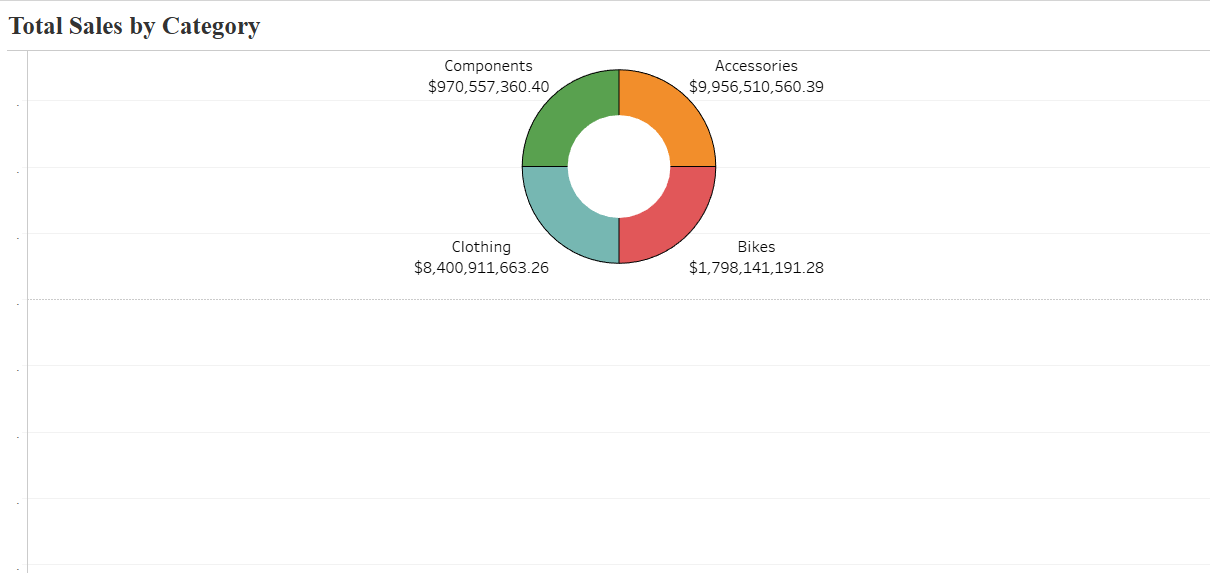 Total Sales by Category
Components
$970,557,360.40
Accessories
$9,956,510,560.39
Clothing
$8,400,911,663.26
Bikes
$1,798,141,191.28